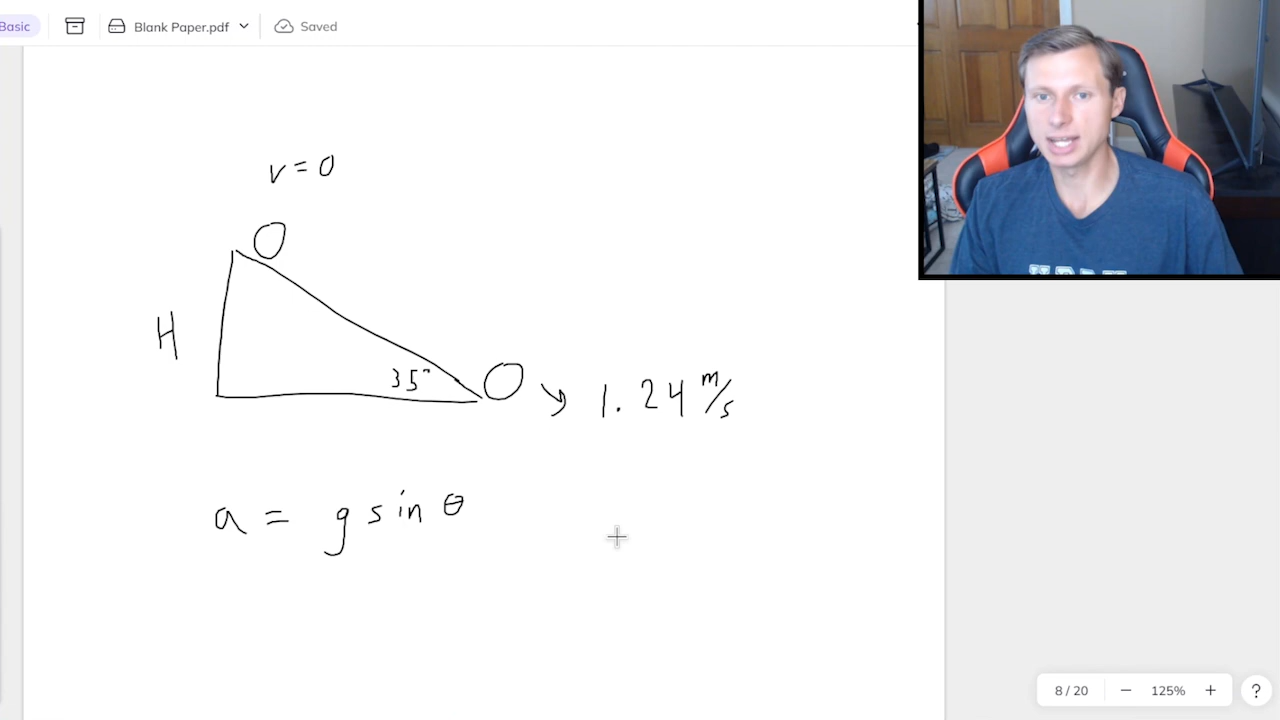 Basic Blank Paper.pdf Saved
v = 0
H
35°
1.24 m/s
a = g sin θ
8 / 20 − 125% + ?